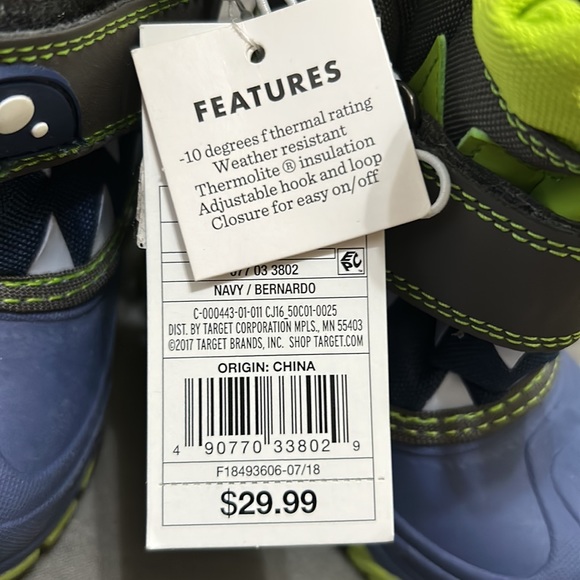 FEATURES
-10 degrees f thermal rating
Weather resistant
Thermolite ® insulation
Adjustable hook and loop
Closure for easy on/off
077 03 3802
NAVY / BERNARDO
C-000443-01-011 CJ16_50C01-0025
DIST. BY TARGET CORPORATION MPLS., MN 55403
©2017 TARGET BRANDS, INC. SHOP TARGET.COM
ORIGIN: CHINA
4 90770 33802 9
F18493606-07/18
$29.99